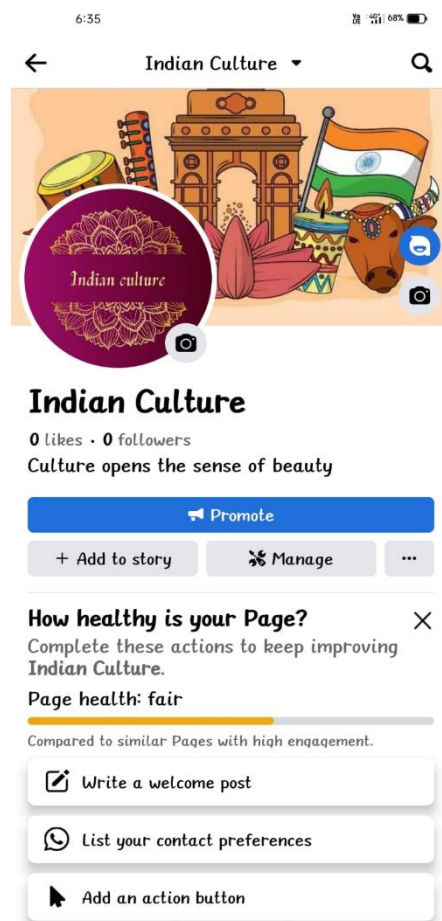 6:35
Vo LTE 4G+ 68%
Indian Culture
Indian culture
Indian Culture
0 likes · 0 followers
Culture opens the sense of beauty
Promote
+ Add to story
Manage
How healthy is your Page?
Complete these actions to keep improving
Indian Culture.
Page health: fair
Compared to similar Pages with high engagement.
Write a welcome post
List your contact preferences
Add an action button